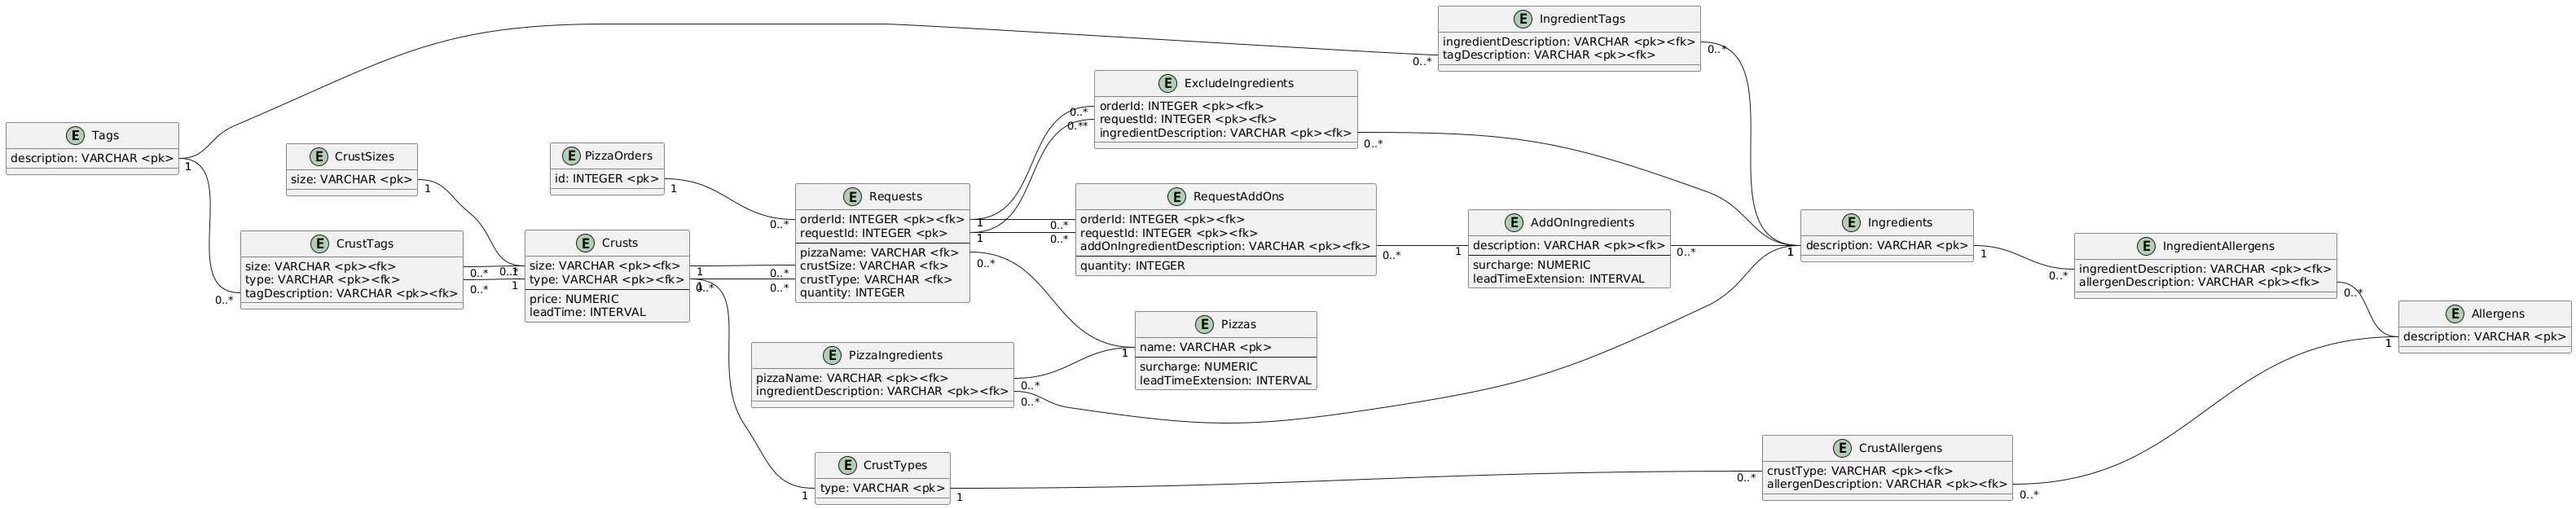 E Tags
description: VARCHAR <pk>
1
E CrustSizes
size: VARCHAR <pk>
1
E CrustTags
size: VARCHAR <pk><fk>
type: VARCHAR <pk><fk>
tagDescription: VARCHAR <pk><fk>
0..*
0..*
0..*
E PizzaOrders
id: INTEGER <pk>
1
E Crusts
size: VARCHAR <pk><fk>
type: VARCHAR <pk><fk>
price: NUMERIC
leadTime: INTERVAL
1
1
1
0..*
E Requests
orderId: INTEGER <pk><fk>
requestId: INTEGER <pk>
pizzaName: VARCHAR <fk>
crustSize: VARCHAR <fk>
crustType: VARCHAR <fk>
quantity: INTEGER
0..*
0..*
0..*
1
1
0..*
E PizzaIngredients
pizzaName: VARCHAR <pk><fk>
ingredientDescription: VARCHAR <pk><fk>
0..*
0..*
E CrustTypes
type: VARCHAR <pk>
1
1
E ExcludeIngredients
orderId: INTEGER <pk><fk>
requestId: INTEGER <pk><fk>
ingredientDescription: VARCHAR <pk><fk>
0..*
0..**
0..*
E RequestAddOns
orderId: INTEGER <pk><fk>
requestId: INTEGER <pk><fk>
addOnIngredientDescription: VARCHAR <pk><fk>
quantity: INTEGER
0..*
0..*
0..*
E Pizzas
name: VARCHAR <pk>
surcharge: NUMERIC
leadTimeExtension: INTERVAL
1
E IngredientTags
ingredientDescription: VARCHAR <pk><fk>
tagDescription: VARCHAR <pk><fk>
0..*
0..*
E AddOnIngredients
description: VARCHAR <pk><fk>
surcharge: NUMERIC
leadTimeExtension: INTERVAL
1
0..*
E Ingredients
description: VARCHAR <pk>
1
1
E CrustAllergens
crustType: VARCHAR <pk><fk>
allergenDescription: VARCHAR <pk><fk>
0..*
0..*
E IngredientAllergens
ingredientDescription: VARCHAR <pk><fk>
allergenDescription: VARCHAR <pk><fk>
0..*
0..*
E Allergens
description: VARCHAR <pk>
1